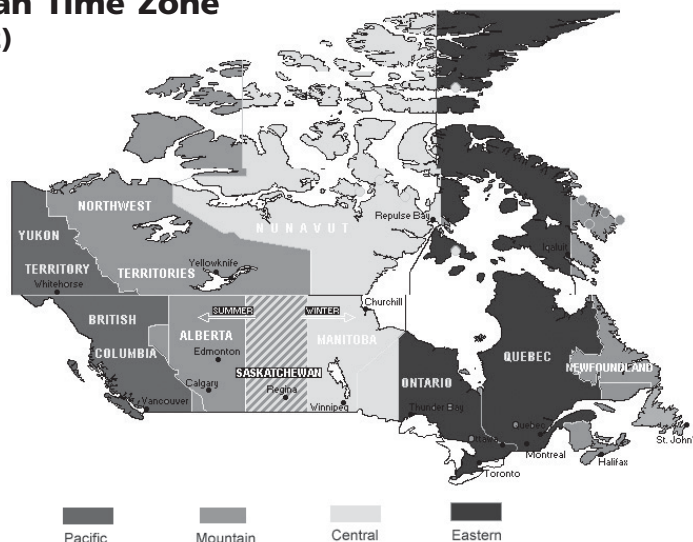 an Time Zone
)
NORTHWEST
YUKON
NUNAVUT
Repulse Bay
TERRITORY
TERRITORIES
Yellowknife
Iqaluit
Whitehorse
SUMMER
WINTER
Churchill
BRITISH
COLUMBIA
ALBERTA
MANITOBA
Edmonton
SASKATCHEWAN
QUEBEC
NEWFOUNDLAND
Calgary
Regina
ONTARIO
Vancouver
Winnipeg
Thunder Bay
Quebec
St. John'
Ottawa
Montreal
Halifax
Toronto
Pacific
Mountain
Central
Eastern